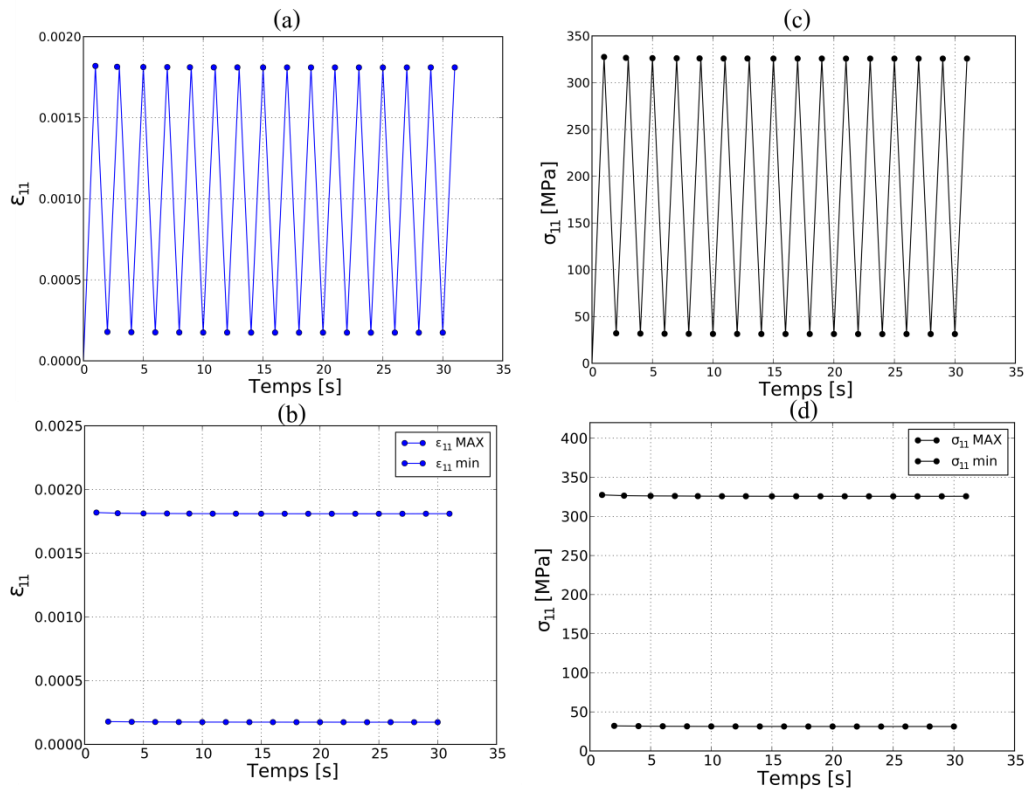 (a)
0.0020
0.0015
0.0010
0.0005
0.0000
ε11
0 5 10 15 20 25 30 35
Temps [s]
(c)
350
300
250
200
150
100
50
0
σ11 [MPa]
0 5 10 15 20 25 30 35
Temps [s]
(b)
0.0025
0.0020
0.0015
0.0010
0.0005
0.0000
ε11
ε11 MAX
ε11 min
0 5 10 15 20 25 30 35
Temps [s]
(d)
400
350
300
250
200
150
100
50
0
σ11 [MPa]
σ11 MAX
σ11 min
0 5 10 15 20 25 30 35
Temps [s]